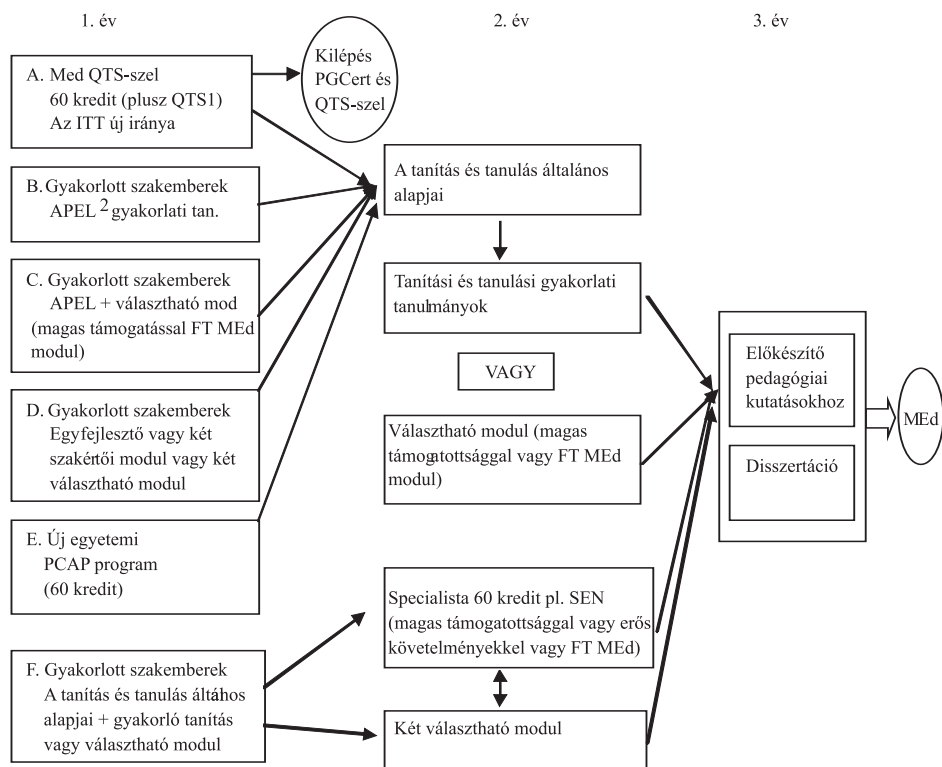 1. év
2. év
3. év
A. Med QTS-szel
60 kredit (plusz QTS1)
Az ITT új iránya
Kilépés
PGCert és
QTS-szel
B. Gyakorlott szakemberek
APEL 2 gyakorlati tan.
C. Gyakorlott szakemberek
APEL + választható mod
(magas támogatással FT MEd
modul)
D. Gyakorlott szakemberek
Egyfejlesztő vagy két
szakértői modul vagy két
választható modul
E. Új egyetemi
PCAP program
(60 kredit)
F. Gyakorlott szakemberek
A tanítás és tanulás általános
alapjai + gyakorló tanítás
vagy választható modul
A tanítás és tanulás általános
alapjai
Tanítási és tanulási gyakorlati
tanulmányok
VAGY
Választható modul (magas
támogatottsággal vagy FT MEd
modul)
Specialista 60 kredit pl. SEN
(magas támogatottsággal vagy erős
követelményekkel vagy FT MEd)
Két választható modul
Előkészítő
pedagógiai
kutatásokhoz
Disszertáció
MEd